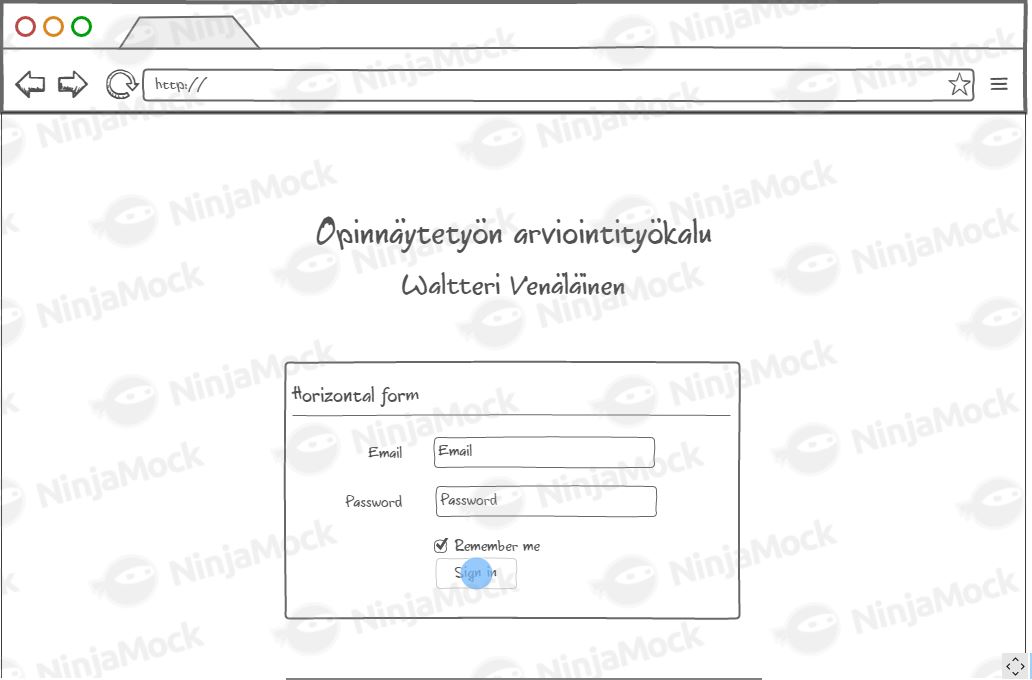 http://
Opinnäytetyön arviointityökalu
Waltteri Venäläinen
Horizontal form
Email Email
Password Password
Remember me
Sign in
NinjaMock